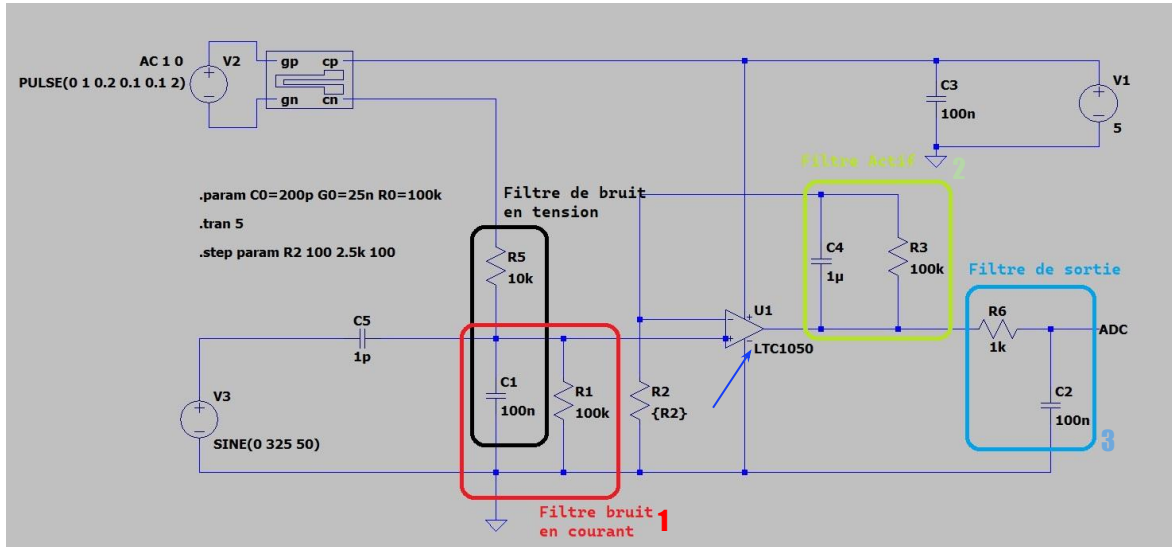 AC 1 0
V2
PULSE(0 1 0.2 0.1 0.1 2)
gp cp
gn cn
C3
100n
V1
5
Filtre Actif 2
.param C0=200p G0=25n R0=100k
.tran 5
.step param R2 100 2.5k 100
Filtre de bruit
en tension
R5
10k
C4
1µ
R3
100k
Filtre de sortie
C5
1p
U1
LTC1050
R6
1k
ADC
V3
SINE(0 325 50)
C1
100n
R1
100k
R2
{R2}
C2
100n
3
Filtre bruit 1
en courant